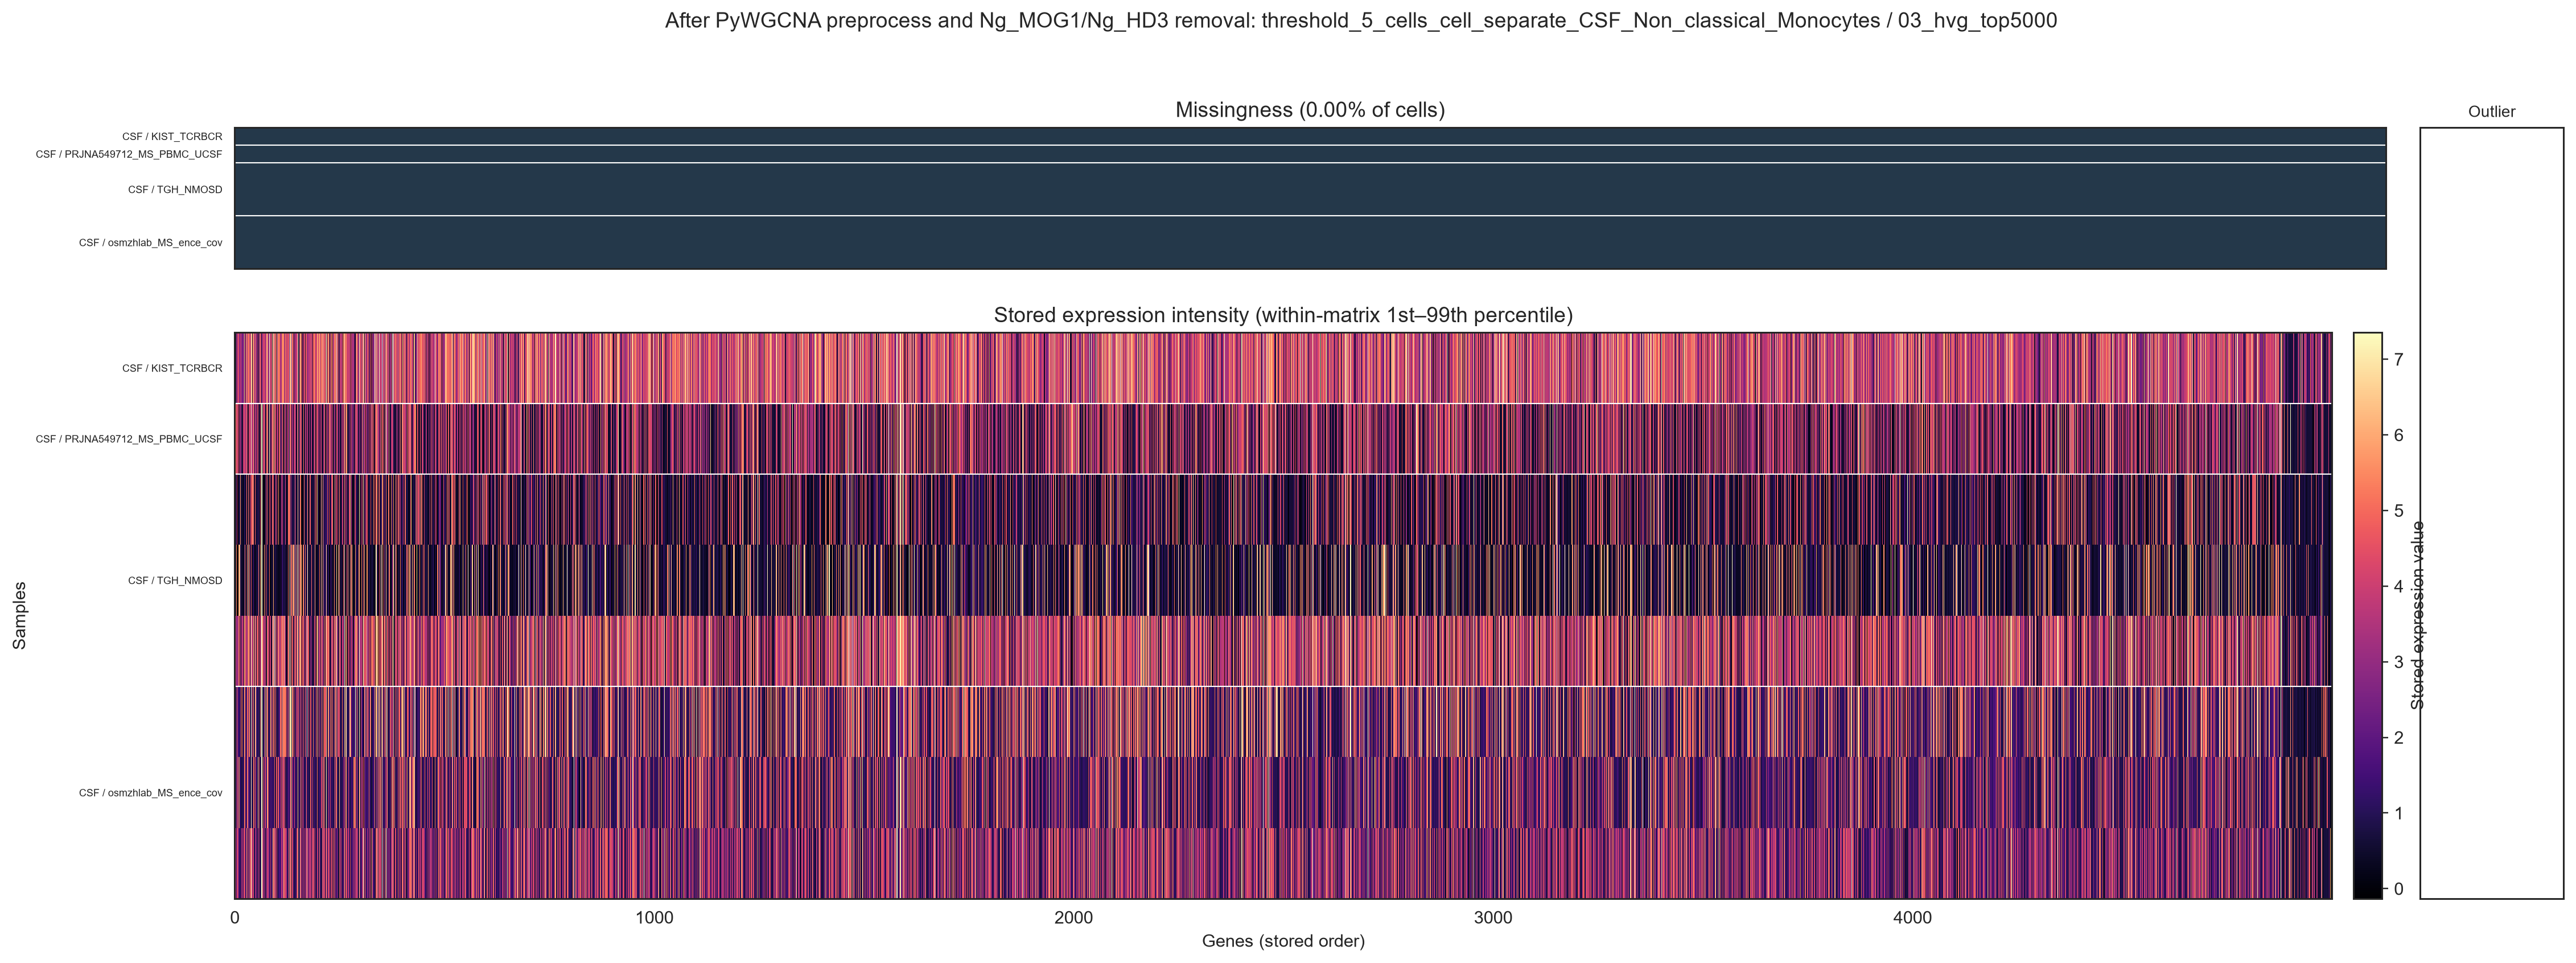 After PyWGCNA preprocess and Ng_MOG1/Ng_HD3 removal: threshold_5_cells_cell_separate_CSF_Non_classical_Monocytes / 03_hvg_top5000
Missingness (0.00% of cells)
Outlier
CSF / KIST_TCRBCR
CSF / PRJNA549712_MS_PBMC_UCSF
CSF / TGH_NMOSD
CSF / osmzhlab_MS_ence_cov
Stored expression intensity (within-matrix 1st–99th percentile)
CSF / KIST_TCRBCR
CSF / PRJNA549712_MS_PBMC_UCSF
CSF / TGH_NMOSD
CSF / osmzhlab_MS_ence_cov
Samples
0 1000 2000 3000 4000
Genes (stored order)
7
6
5
4
3
2
1
0
Stored expression value